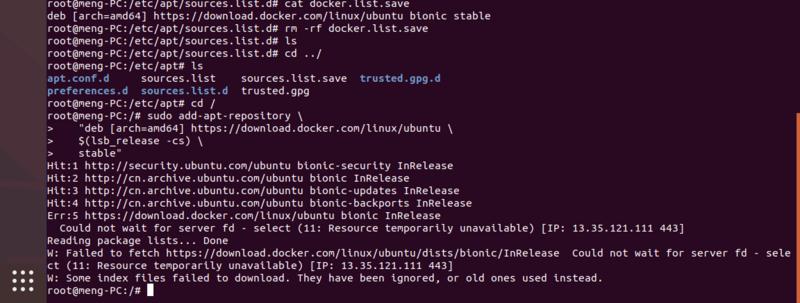 root@meng-PC:/etc/apt/sources.list.d# cat docker.list.save
deb [arch=amd64] https://download.docker.com/linux/ubuntu bionic stable
root@meng-PC:/etc/apt/sources.list.d# rm -rf docker.list.save
root@meng-PC:/etc/apt/sources.list.d# ls
root@meng-PC:/etc/apt/sources.list.d# cd ../
root@meng-PC:/etc/apt# ls
apt.conf.d     sources.list    sources.list.save  trusted.gpg.d
preferences.d  sources.list.d  trusted.gpg
root@meng-PC:/etc/apt# cd /
root@meng-PC:/# sudo add-apt-repository \
>    "deb [arch=amd64] https://download.docker.com/linux/ubuntu \
>    $(lsb_release -cs) \
>    stable"
Hit:1 http://security.ubuntu.com/ubuntu bionic-security InRelease
Hit:2 http://cn.archive.ubuntu.com/ubuntu bionic InRelease
Hit:3 http://cn.archive.ubuntu.com/ubuntu bionic-updates InRelease
Hit:4 http://cn.archive.ubuntu.com/ubuntu bionic-backports InRelease
Err:5 https://download.docker.com/linux/ubuntu bionic InRelease
  Could not wait for server fd - select (11: Resource temporarily unavailable) [IP: 13.35.121.111 443]
Reading package lists... Done
W: Failed to fetch https://download.docker.com/linux/ubuntu/dists/bionic/InRelease  Could not wait for server fd - sele
ct (11: Resource temporarily unavailable) [IP: 13.35.121.111 443]
W: Some index files failed to download. They have been ignored, or old ones used instead.
root@meng-PC:/#